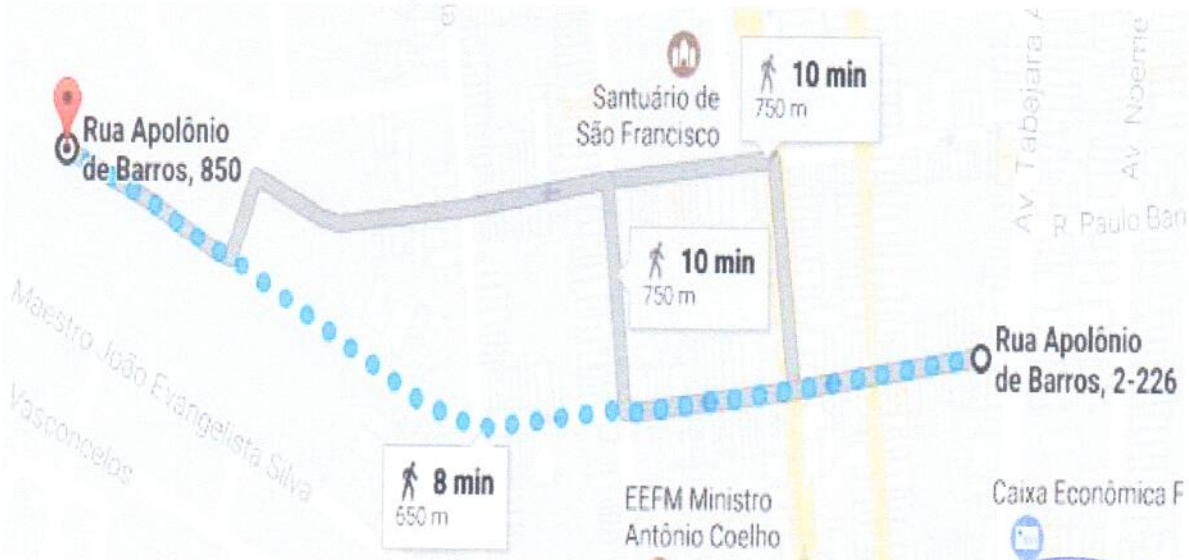 Santuário de
São Francisco
10 min
750 m
Rua Apolônio
de Barros, 850
Av. Tabajara A
Av. Noeme
R. Paulo Ban
10 min
750 m
Maestro João Evangelista Silva
Vasconcelos
Rua Apolônio
de Barros, 2-226
8 min
650 m
EEFM Ministro
Antônio Coelho
Caixa Econômica F